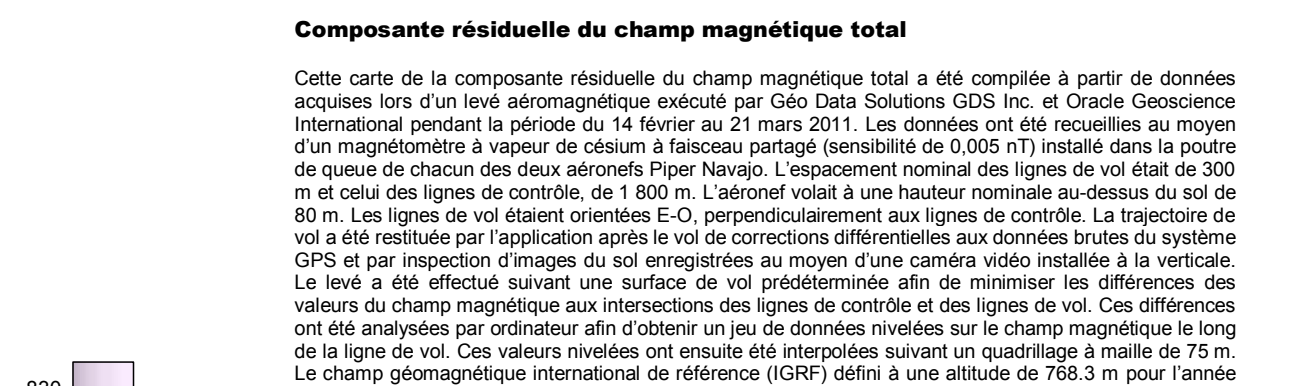 Composante résiduelle du champ magnétique total
Cette carte de la composante résiduelle du champ magnétique total a été compilée à partir de données
acquises lors d’un levé aéromagnétique exécuté par Géo Data Solutions GDS Inc. et Oracle Geoscience
International pendant la période du 14 février au 21 mars 2011. Les données ont été recueillies au moyen
d’un magnétomètre à vapeur de césium à faisceau partagé (sensibilité de 0,005 nT) installé dans la poutre
de queue de chacun des deux aéronefs Piper Navajo. L’espacement nominal des lignes de vol était de 300
m et celui des lignes de contrôle, de 1 800 m. L’aéronef volait à une hauteur nominale au-dessus du sol de
80 m. Les lignes de vol étaient orientées E-O, perpendiculairement aux lignes de contrôle. La trajectoire de
vol a été restituée par l’application après le vol de corrections différentielles aux données brutes du système
GPS et par inspection d’images du sol enregistrées au moyen d’une caméra vidéo installée à la verticale.
Le levé a été effectué suivant une surface de vol prédéterminée afin de minimiser les différences des
valeurs du champ magnétique aux intersections des lignes de contrôle et des lignes de vol. Ces différences
ont été analysées par ordinateur afin d’obtenir un jeu de données nivelées sur le champ magnétique le long
de la ligne de vol. Ces valeurs nivelées ont ensuite été interpolées suivant un quadrillage à maille de 75 m.
Le champ géomagnétique international de référence (IGRF) défini à une altitude de 768.3 m pour l’année